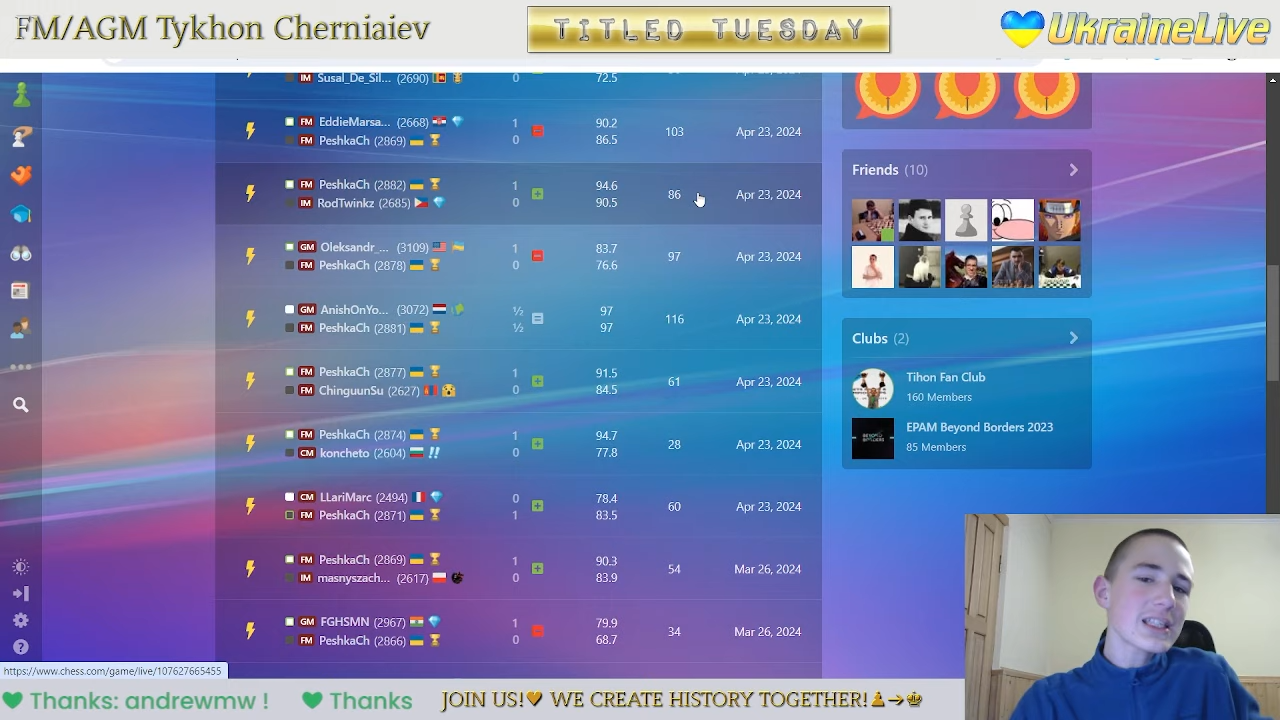 FM/AGM Tykhon Cherniaiev
TITLED TUESDAY
UkraineLive
IM Susal_De_Sil... (2690) 0 72.5
FM EddieMarsa... (2668) 1 90.2
FM PeshkaCh (2869) 0 86.5
103 Apr 23, 2024
FM PeshkaCh (2882) 1 94.6
IM RodTwinkz (2685) 0 90.5
86 Apr 23, 2024
GM Oleksandr_... (3109) 1 83.7
FM PeshkaCh (2878) 0 76.6
97 Apr 23, 2024
GM AnishOnYo... (3072) ½ 97
FM PeshkaCh (2881) ½ 97
116 Apr 23, 2024
FM PeshkaCh (2877) 1 91.5
FM ChinguunSu (2627) 0 84.5
61 Apr 23, 2024
FM PeshkaCh (2874) 1 94.7
CM koncheto (2604) 0 77.8
28 Apr 23, 2024
CM LLariMarc (2494) 0 78.4
FM PeshkaCh (2871) 1 83.5
60 Apr 23, 2024
FM PeshkaCh (2869) 1 90.3
IM masnyszach... (2617) 0 83.9
54 Mar 26, 2024
GM FGHSMN (2967) 1 79.9
FM PeshkaCh (2866) 0 68.7
34 Mar 26, 2024
Friends (10)
Clubs (2)
Tihon Fan Club
160 Members
EPAM Beyond Borders 2023
85 Members
https://www.chess.com/game/live/107627665455
Thanks: andrewmw ! Thanks
JOIN US! WE CREATE HISTORY TOGETHER!